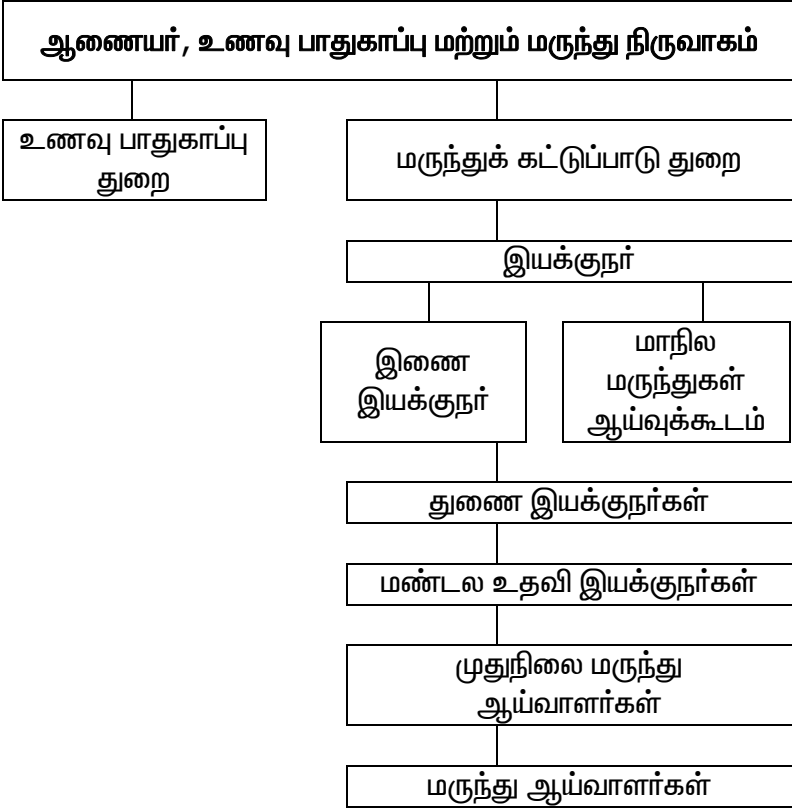 ஆணையர், உணவு பாதுகாப்பு மற்றும் மருந்து நிருவாகம்
உணவு பாதுகாப்பு
துறை
மருந்துக் கட்டுப்பாடு துறை
இயக்குநர்
இணை
இயக்குநர்
மாநில
மருந்துகள்
ஆய்வுக்கூடம்
துணை இயக்குநர்கள்
மண்டல உதவி இயக்குநர்கள்
முதுநிலை மருந்து
ஆய்வாளர்கள்
மருந்து ஆய்வாளர்கள்